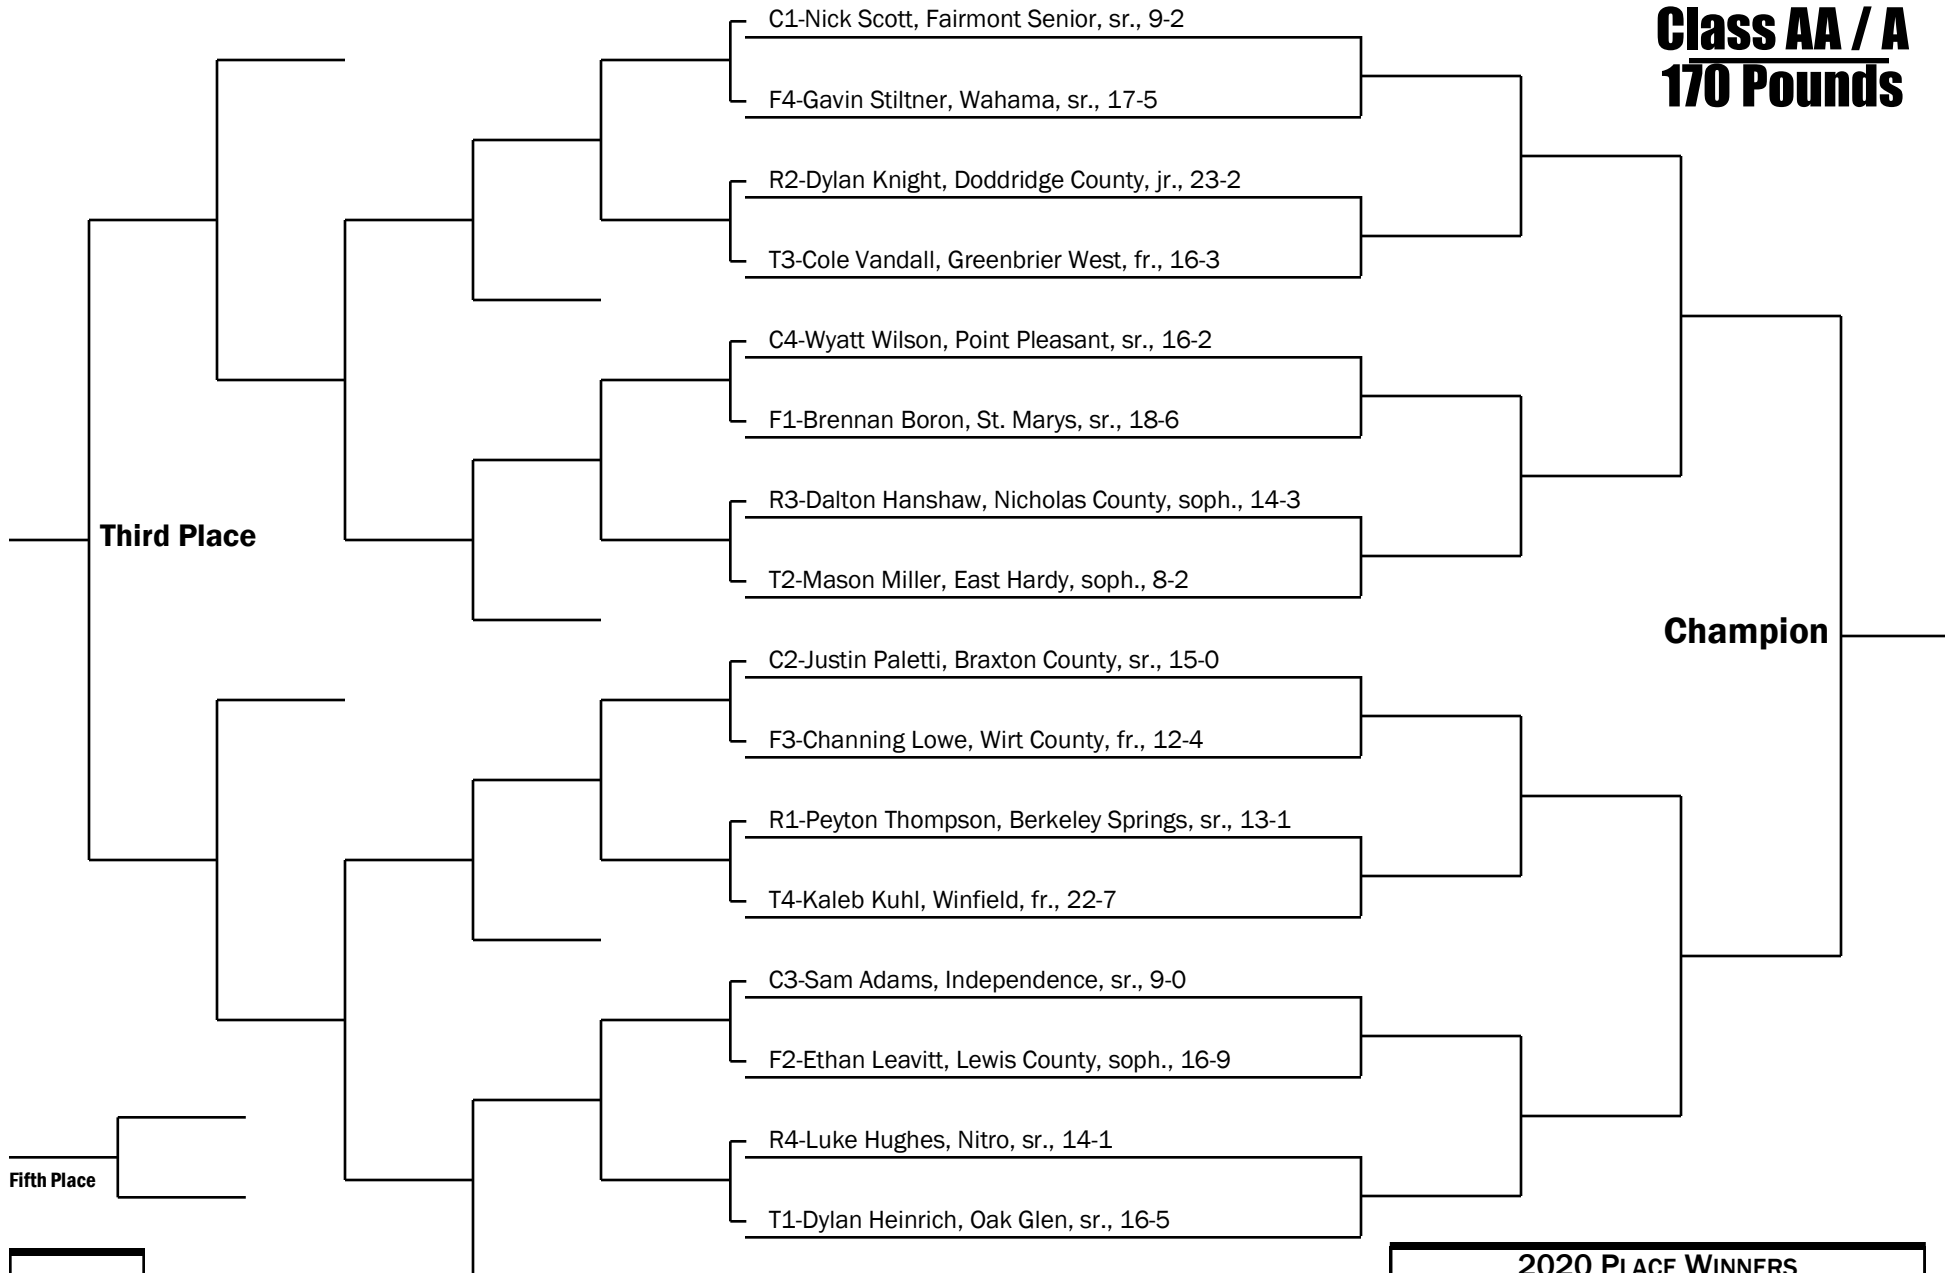 Class AA / A
170 Pounds
C1-Nick Scott, Fairmont Senior, sr., 9-2
F4-Gavin Stiltner, Wahama, sr., 17-5
R2-Dylan Knight, Doddridge County, jr., 23-2
T3-Cole Vandall, Greenbrier West, fr., 16-3
C4-Wyatt Wilson, Point Pleasant, sr., 16-2
F1-Brennan Boron, St. Marys, sr., 18-6
R3-Dalton Hanshaw, Nicholas County, soph., 14-3
Third Place
T2-Mason Miller, East Hardy, soph., 8-2
Champion
C2-Justin Paletti, Braxton County, sr., 15-0
F3-Channing Lowe, Wirt County, fr., 12-4
R1-Peyton Thompson, Berkeley Springs, sr., 13-1
T4-Kaleb Kuhl, Winfield, fr., 22-7
C3-Sam Adams, Independence, sr., 9-0
F2-Ethan Leavitt, Lewis County, soph., 16-9
R4-Luke Hughes, Nitro, sr., 14-1
Fifth Place
T1-Dylan Heinrich, Oak Glen, sr., 16-5
2020 PLACE WINNERS